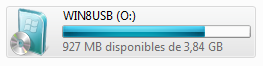 WIN8USB (O:)
927 MB disponibles de 3,84 GB